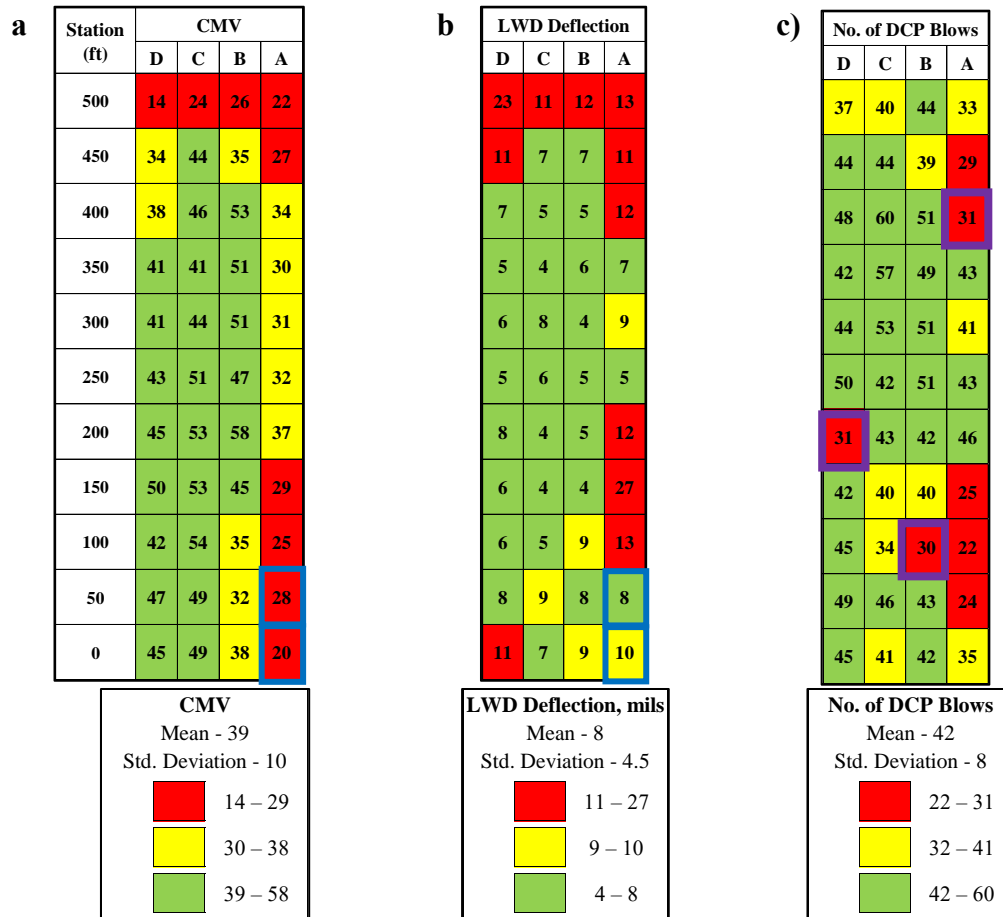 a
Station (ft) CMV
D C B A
500 14 24 26 22
450 34 44 35 27
400 38 46 53 34
350 41 41 51 30
300 41 44 51 31
250 43 51 47 32
200 45 53 58 37
150 50 53 45 29
100 42 54 35 25
50 47 49 32 28
0 45 49 38 20
CMV
Mean - 39
Std. Deviation - 10
14 – 29
30 – 38
39 – 58
b
LWD Deflection
D C B A
23 11 12 13
11 7 7 11
7 5 5 12
5 4 6 7
6 8 4 9
5 6 5 5
8 4 5 12
6 4 4 27
6 5 9 13
8 9 8 8
11 7 9 10
LWD Deflection, mils
Mean - 8
Std. Deviation - 4.5
11 – 27
9 – 10
4 – 8
c)
No. of DCP Blows
D C B A
37 40 44 33
44 44 39 29
48 60 51 31
42 57 49 43
44 53 51 41
50 42 51 43
31 43 42 46
42 40 40 25
45 34 30 22
49 46 43 24
45 41 42 35
No. of DCP Blows
Mean - 42
Std. Deviation - 8
22 – 31
32 – 41
42 – 60